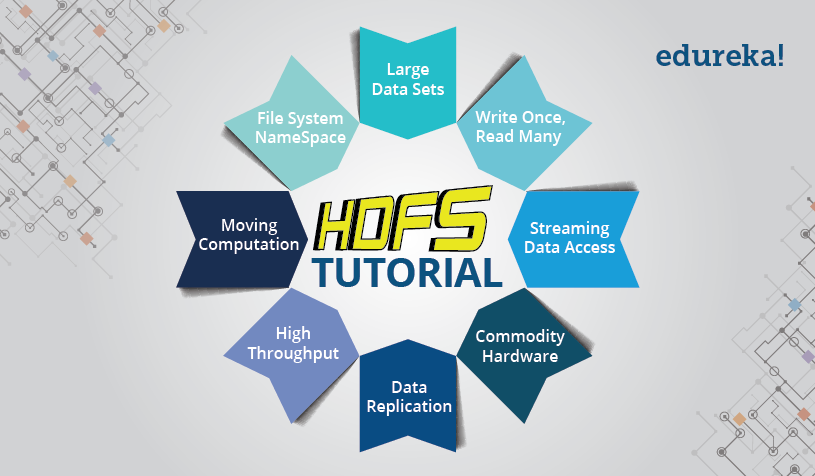 edureka!
Large
Data Sets
Write Once,
Read Many
Streaming
Data Access
Commodity
Hardware
Data
Replication
High
Throughput
Moving
Computation
File System
NameSpace
HDFS
TUTORIAL